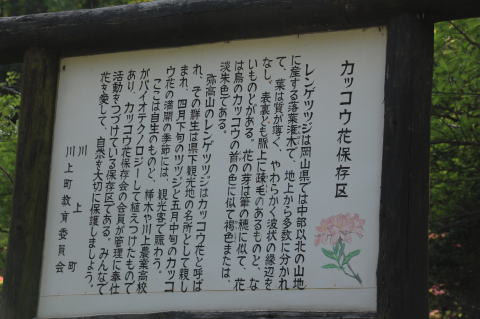 カッコウ花保存区
レンゲツツジは岡山県では中部以北の山地
に産する落葉潅木で、地上から多数に分かれ
て、葉は質が薄く、やわらかく波状の縁辺を
なし。表裏とも脈上に疎毛のあるものと、な
いものとがある。花の芽は筆の穂に似て、花
は鳥のカッコウの首の色に似て褐色または、
淡朱色である。
弥高山のレンゲツツジはカッコウ花と呼ば
れ、その群生は県下観光地の名所として親し
まれ、四月下旬のツツジと五月中旬のカッコ
ウ花の満開の季節には、観光客で賑わう。
ここは自生のものと、挿木や川上農業高校
がバイオテクノロジーして植えつけたもので
あり、カッコウ花保存会の会員が管理に奉仕
活動をつづけている保存区である。みんなで
花を愛して、自然を大切に保護しましょう。
川上町
川上町教育委員会